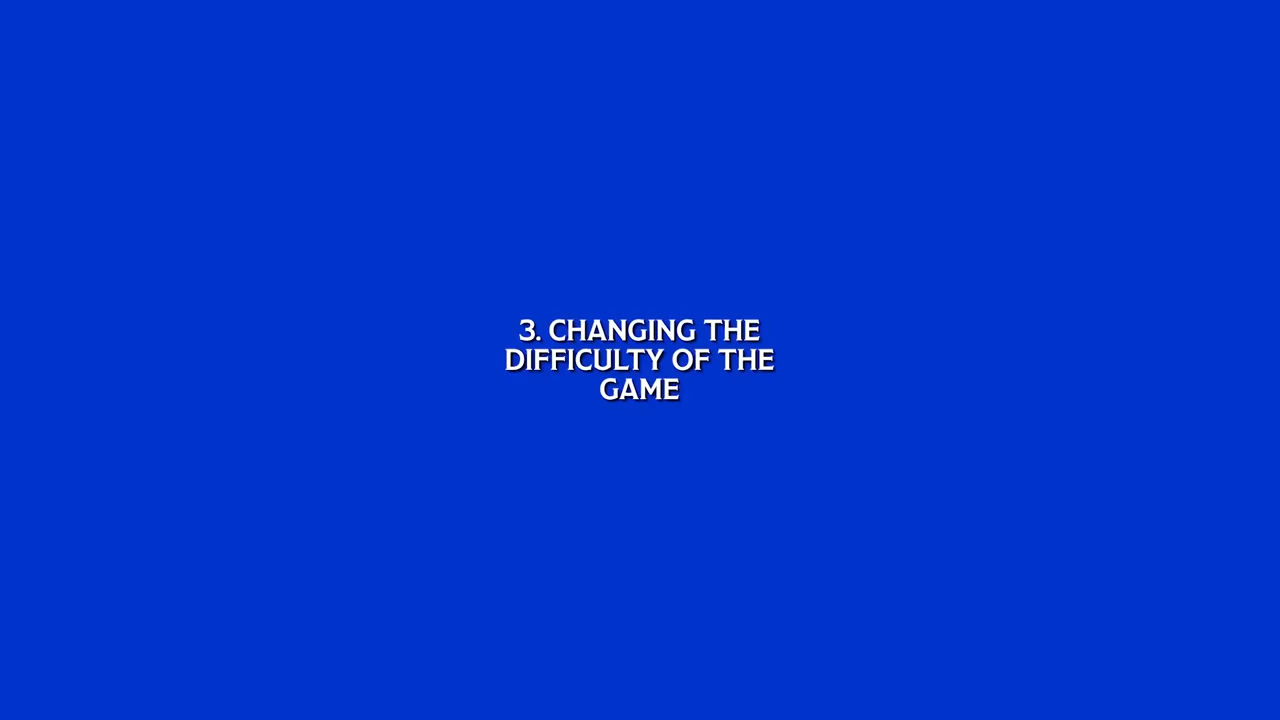 3. CHANGING THE
DIFFICULTY OF THE
GAME